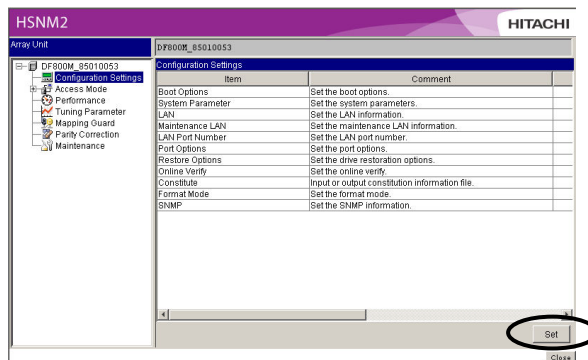 HSNM2
HITACHI
Array Unit
DF800M_85010053
DF800M_85010053
Configuration Settings
Access Mode
Performance
Tuning Parameter
Mapping Guard
Parity Correction
Maintenance
Configuration Settings
Item Comment
Boot Options Set the boot options.
System Parameter Set the system parameters.
LAN Set the LAN information.
Maintenance LAN Set the maintenance LAN information.
LAN Port Number Set the LAN port number.
Port Options Set the port options.
Restore Options Set the drive restoration options.
Online Verify Set the online verify.
Constitute Input or output constitution information file.
Format Mode Set the format mode.
SNMP Set the SNMP information.
Set
Close